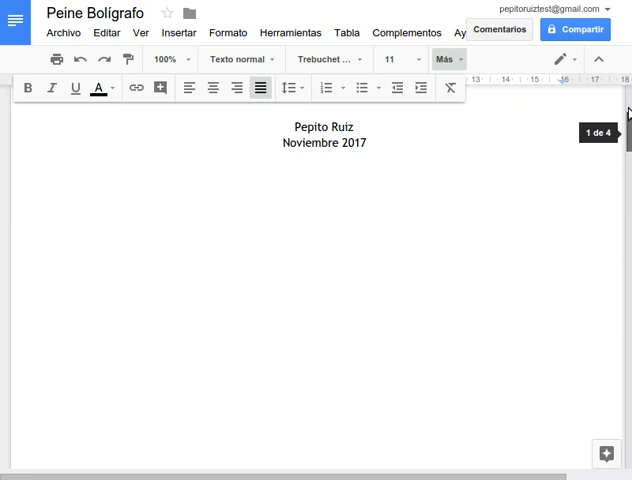 Peine Bolígrafo
pepitoruiztest@gmail.com
Archivo Editar Ver Insertar Formato Herramientas Tabla Complementos Ay
Comentarios
Compartir
100% Texto normal Trebuchet ... 11 Más
B I U A
13 14 15 16 17 18
Pepito Ruiz
Noviembre 2017
1 de 4